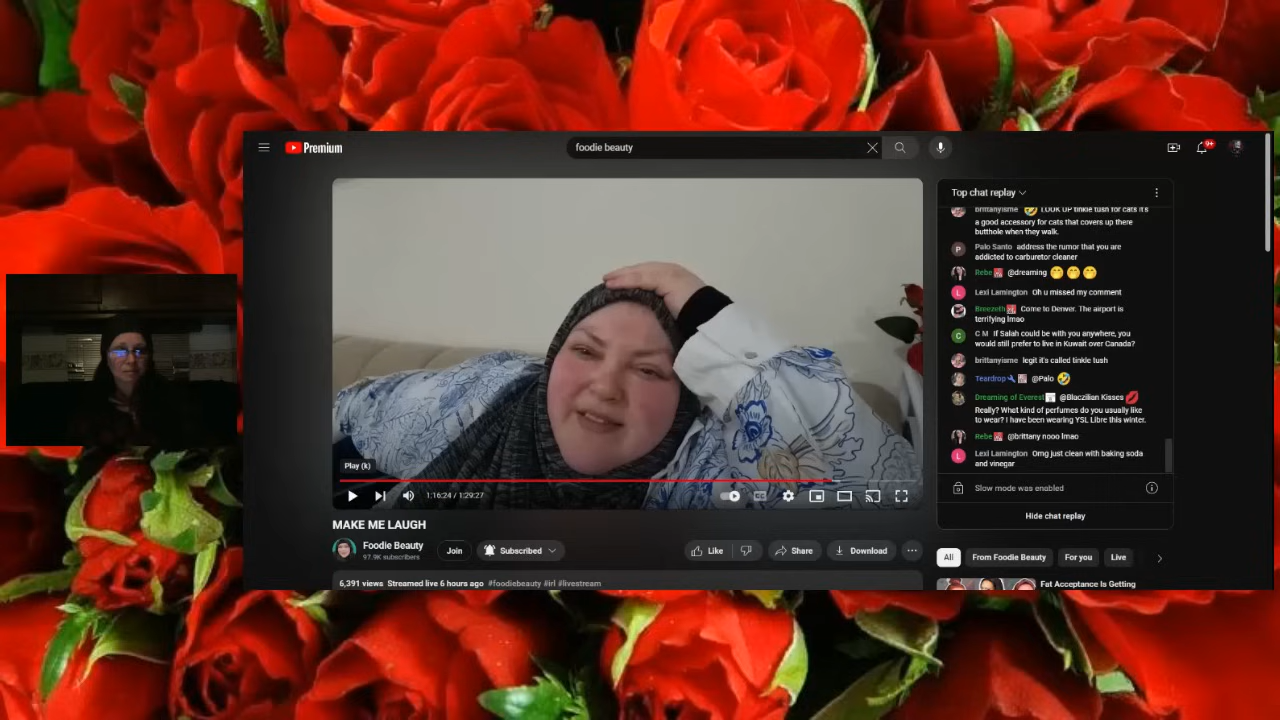 Premium
foodie beauty
9+
Top chat replay
brittanyisme 🤣 LOOK UP tinkle tush for cats it's
a good accessory for cats that covers up there
butthole when they walk.
P
Palo Santo address the rumor that you are
addicted to carburetor cleaner
Rebe @dreaming
L
Lexi Lamington Oh u missed my comment
Breezeth Come to Denver. The airport is
terrifying lmao
C
C M If Salah could be with you anywhere, you
would still prefer to live in Kuwait over Canada?
brittanyisme legit it's called tinkle tush
Teardrop @Palo 🤣
Dreaming of Everest @Blaczilian Kisses 💋
Really? What kind of perfumes do you usually like
to wear? I have been wearing YSL Libre this winter.
Rebe @brittany nooo lmao
L
Lexi Lamington Omg just clean with baking soda
and vinegar
Slow mode was enabled
Hide chat replay
Play (k)
1:16:24 / 1:29:27
CC
MAKE ME LAUGH
Foodie Beauty
97.9K subscribers
Join
Subscribed
Like
Share
Download
6,391 views Streamed live 6 hours ago #foodiebeauty #irl #livestream
All
From Foodie Beauty
For you
Live
Fat Acceptance Is Getting